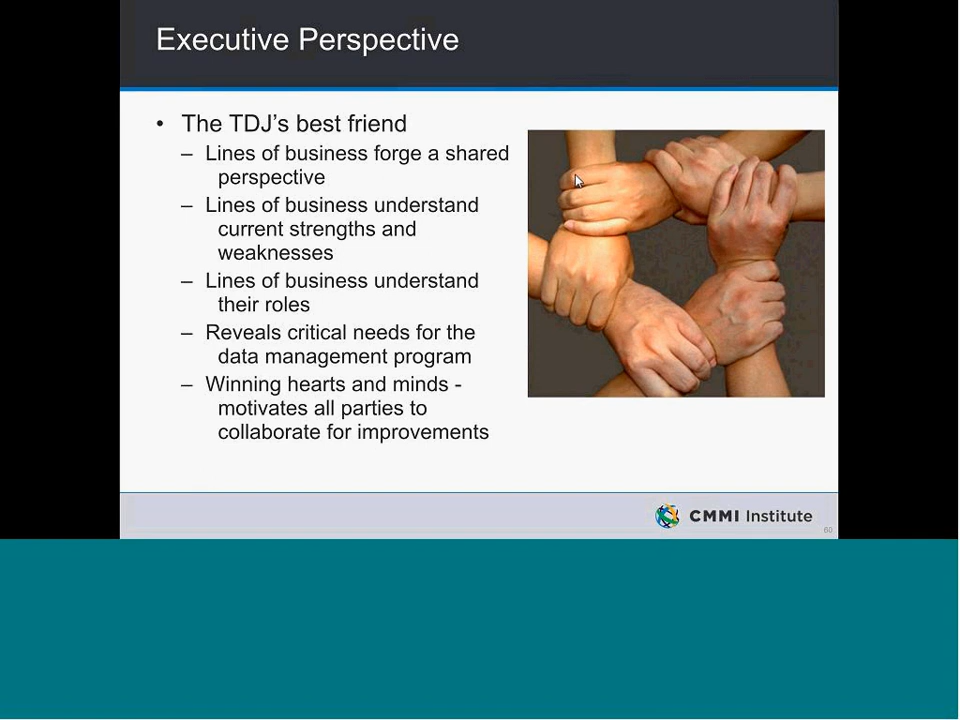 Executive Perspective
• The TDJ's best friend
– Lines of business forge a shared
perspective
– Lines of business understand
current strengths and
weaknesses
– Lines of business understand
their roles
– Reveals critical needs for the
data management program
– Winning hearts and minds -
motivates all parties to
collaborate for improvements
CMMI Institute
60